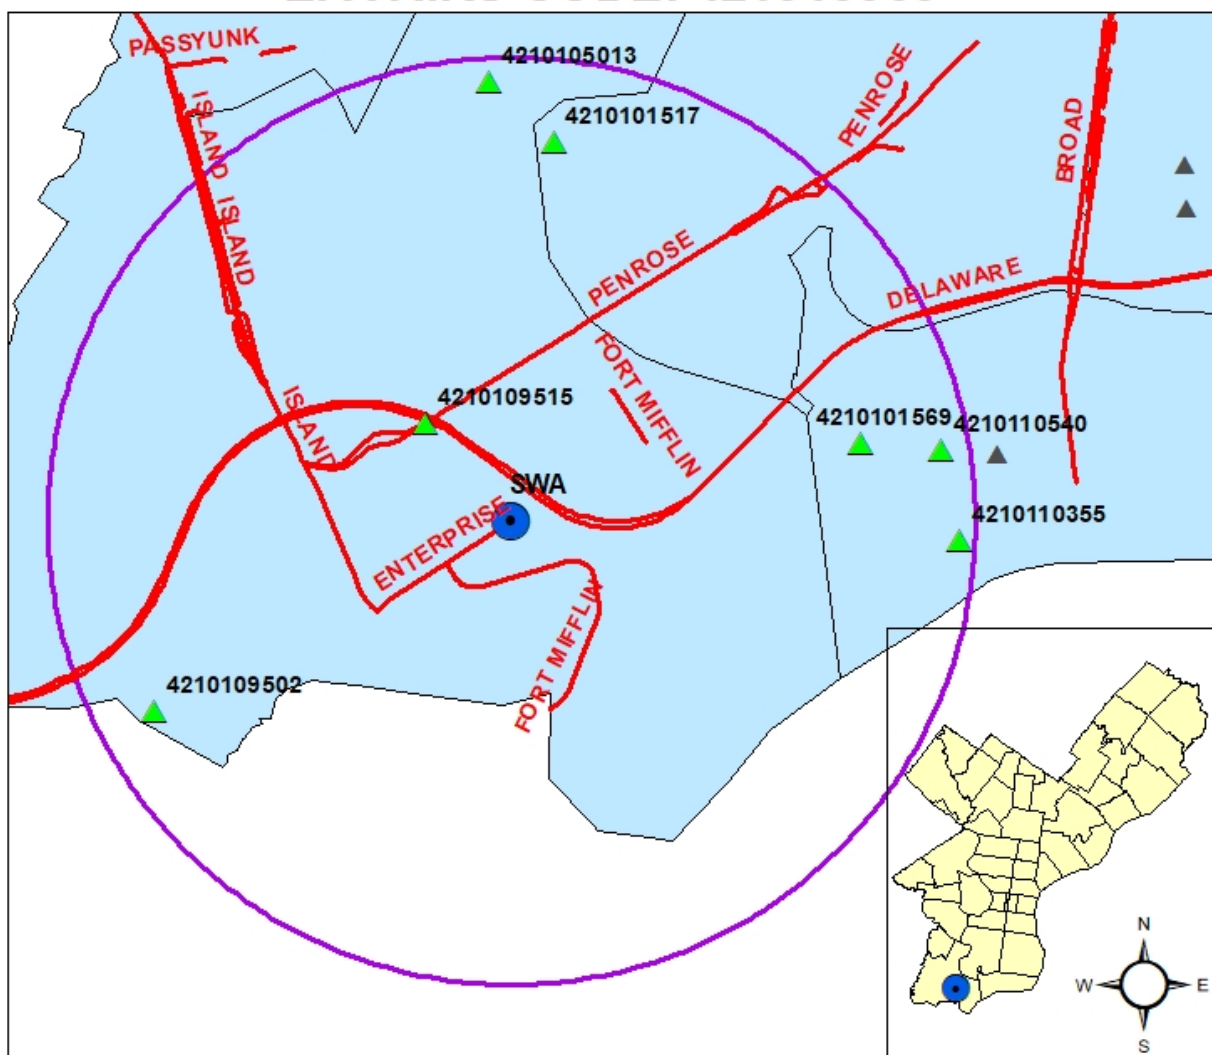 PASSYUNK
4210105013
4210101517
PENROSE
BROAD
ISLAND
ISLAND
PENROSE
DELAWARE
FORT MIFFLIN
4210109515
ISLAND
4210101569
4210110540
SWA
ENTERPRISE
4210110355
FORT MIFFLIN
4210109502
N
W
E
S